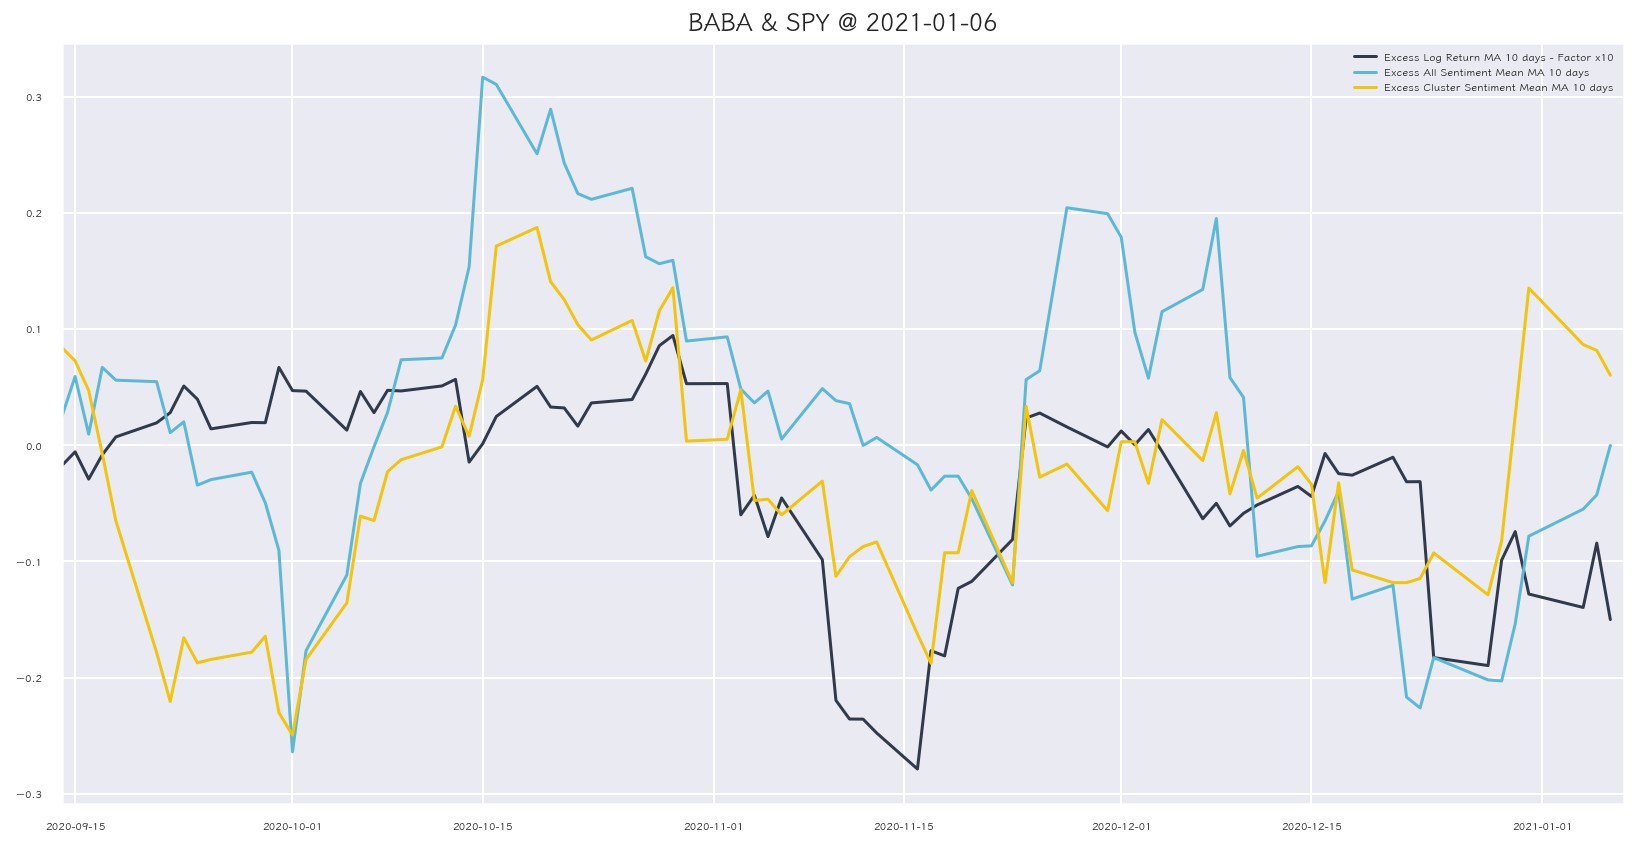 BABA & SPY @ 2021-01-06
Excess Log Return MA 10 days - Factor x10
Excess All Sentiment Mean MA 10 days
Excess Cluster Sentiment Mean MA 10 days
0.3
0.2
0.1
0.0
−0.1
−0.2
−0.3
2020-09-15 2020-10-01 2020-10-15 2020-11-01 2020-11-15 2020-12-01 2020-12-15 2021-01-01